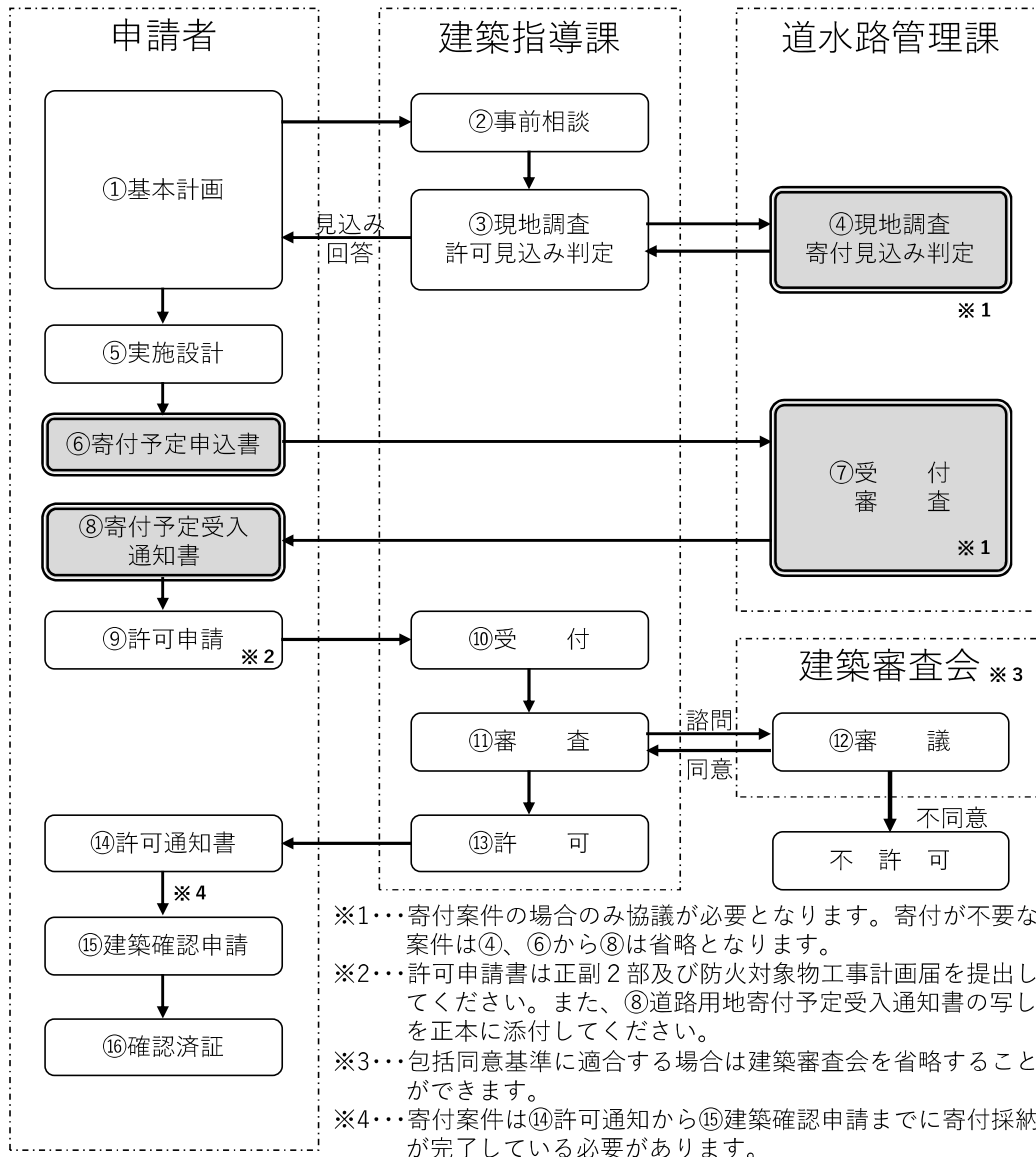 申請者
建築指導課
道水路管理課
①基本計画
②事前相談
見込み
回答
③現地調査
許可見込み判定
④現地調査
寄付見込み判定
※1
⑤実施設計
⑥寄付予定申込書
⑦受　付
審　査
※1
⑧寄付予定受入
通知書
⑨許可申請
※2
⑩受　付
建築審査会 ※3
⑪審　査
諮問
同意
⑫審　議
不同意
⑬許　可
不 許 可
⑭許可通知書
※4
⑮建築確認申請
⑯確認済証
※1･･･寄付案件の場合のみ協議が必要となります。寄付が不要な
案件は④、⑥から⑧は省略となります。
※2･･･許可申請書は正副２部及び防火対象物工事計画届を提出し
てください。また、⑧道路用地寄付予定受入通知書の写し
を正本に添付してください。
※3･･･包括同意基準に適合する場合は建築審査会を省略すること
ができます。
※4･･･寄付案件は⑭許可通知から⑮建築確認申請までに寄付採納
が完了している必要があります。